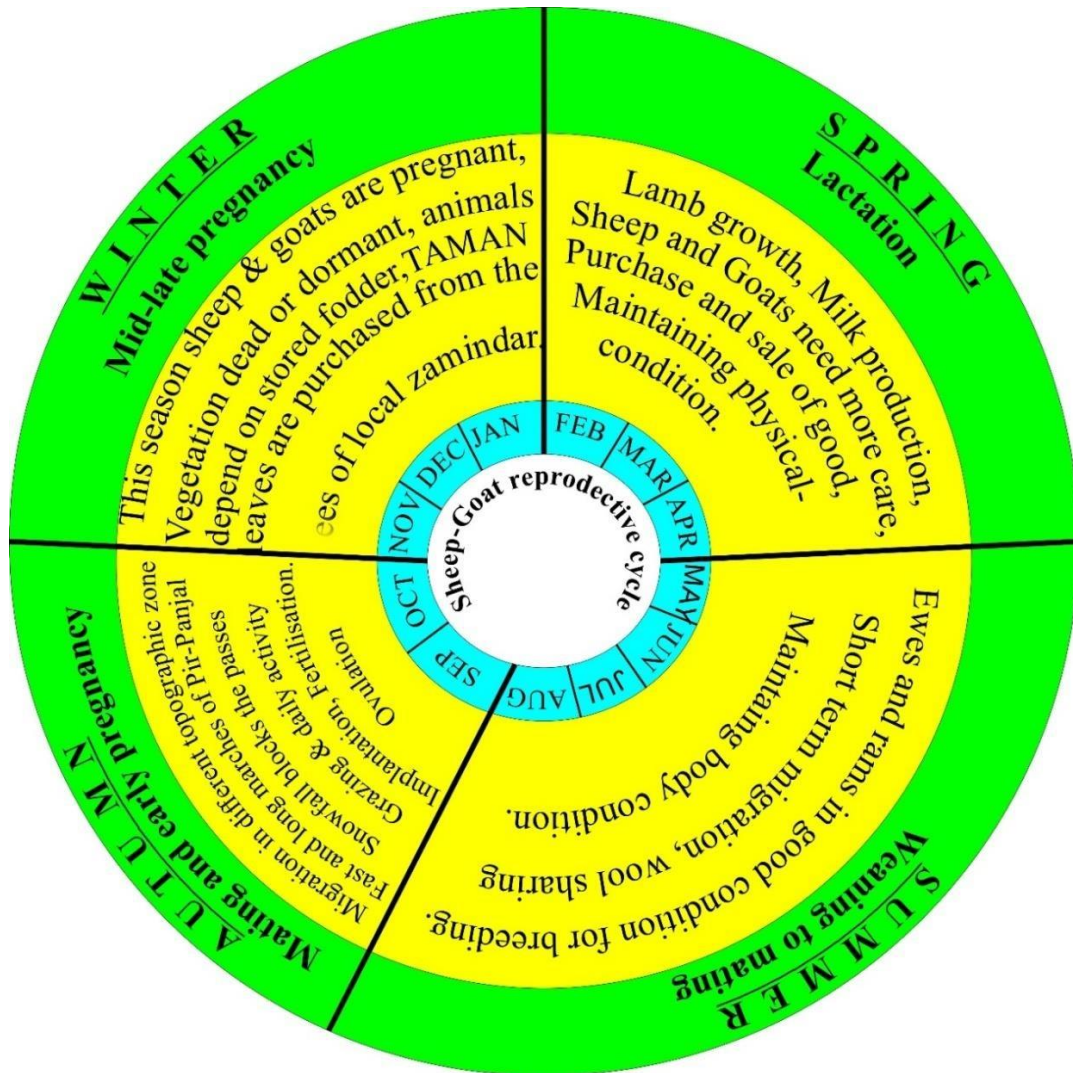 Sheep-Goat reprodective cycle
JAN
FEB
MAR
APR
MAY
JUN
JUL
AUG
SEP
OCT
NOV
DEC
WINTER
Mid-late pregnancy
This season sheep & goats are pregnant,
Vegetation dead or dormant, animals
depend on stored fodder,TAMAN
eaves are purchased from the
ees of local zamindar.
SPRING
Lactation
Lamb growth, Milk production,
Sheep and Goats need more care,
Purchase and sale of good,
Maintaining physical-
condition.
SUMMER
Weaning to mating
Ewes and rams in good condition for breeding.
Short term migration, wool sharing
Maintaining body condition.
AUTUMN
Mating and early pregnancy
Migration in different topographic zone
Fast and long marches of Pir-Panjal
Snowfall blocks the passes
Grazing & daily activity
Implantation, Fertilisation.
Ovulation